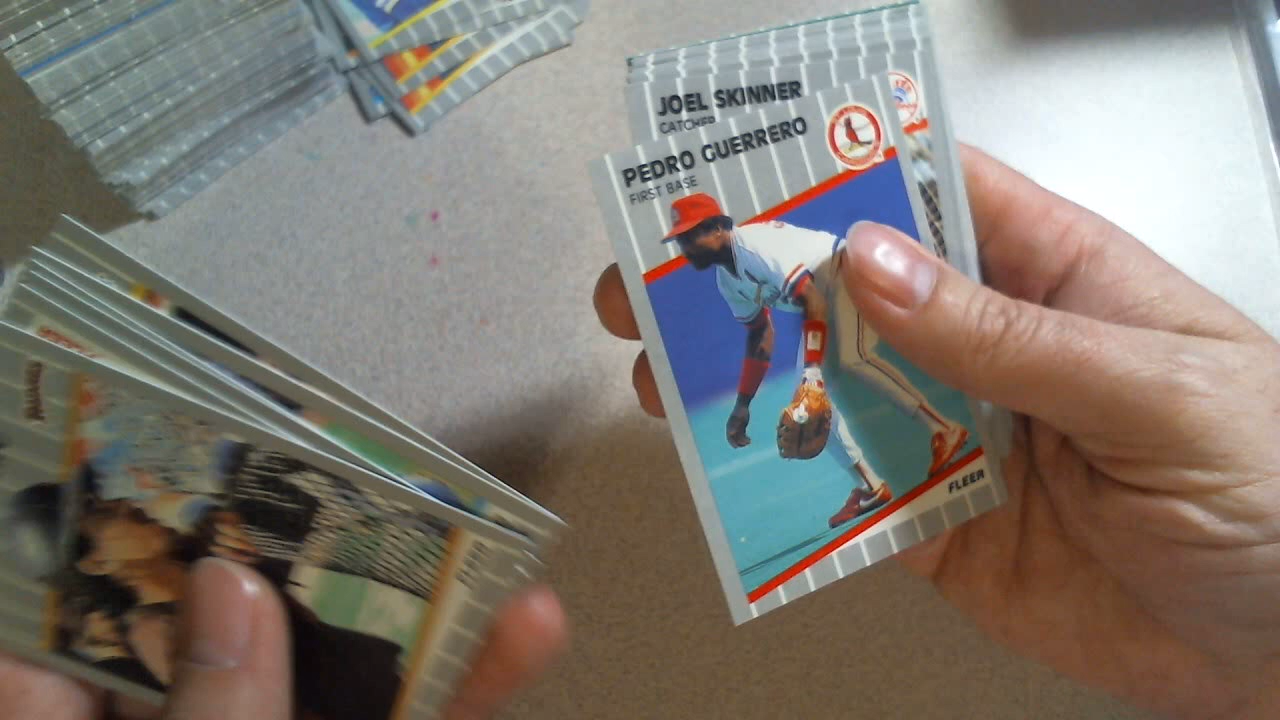 JOEL SKINNER
CATCHER
PEDRO GUERRERO
FIRST BASE
FLEER